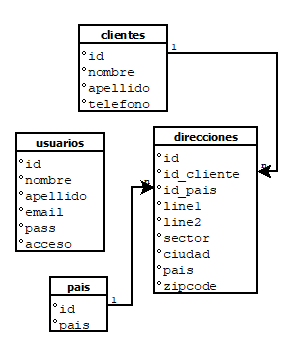 clientes
id
nombre
apellido
telefono
1
n
usuarios
id
nombre
apellido
email
pass
acceso
direcciones
id
id_cliente
id_pais
line1
line2
sector
ciudad
pais
zipcode
n
1
pais
id
pais